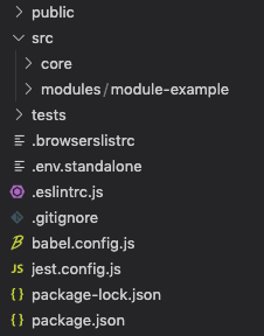 public
src
core
modules/module-example
tests
.browserslistrc
.env.standalone
.eslintrc.js
.gitignore
babel.config.js
JS jest.config.js
{} package-lock.json
{} package.json